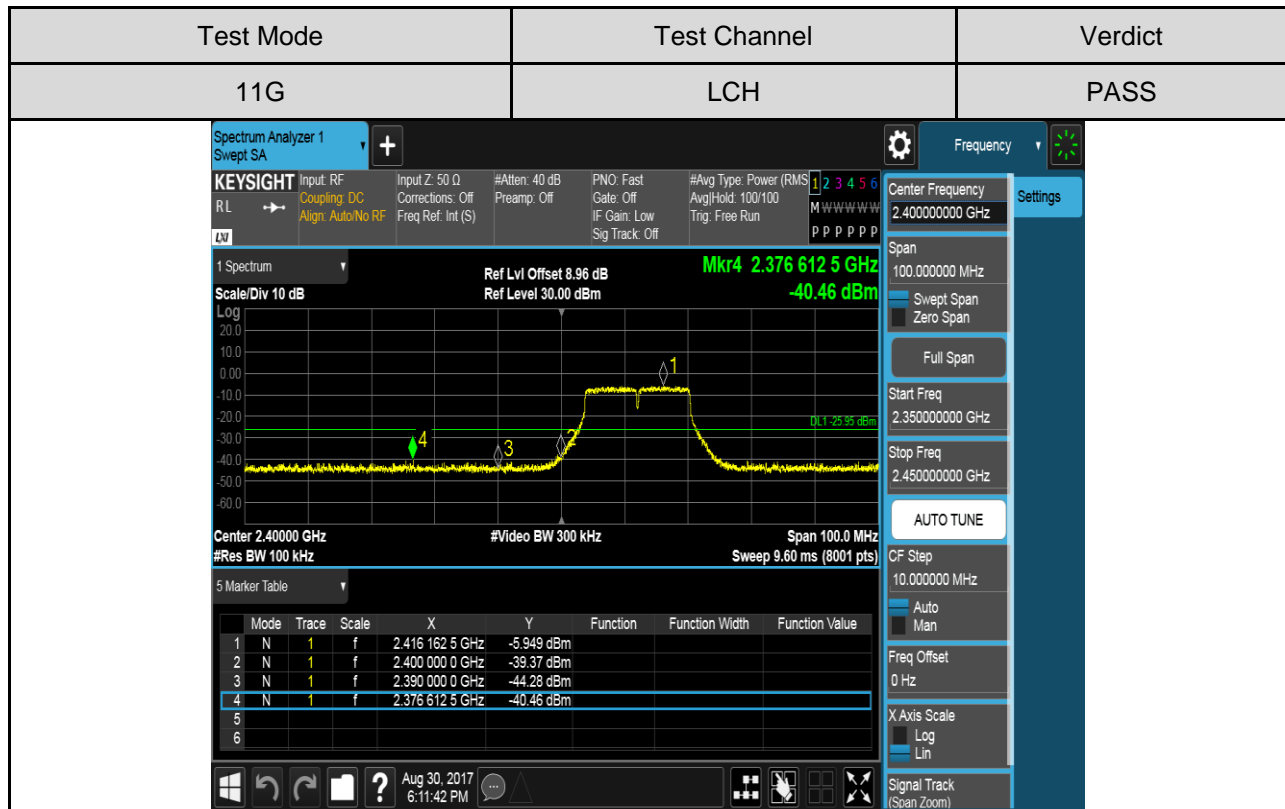 Test Mode Test Channel Verdict
11G LCH PASS
Spectrum Analyzer 1
Swept SA
+
Frequency
KEYSIGHT Input: RF Input Z: 50 Ω #Atten: 40 dB PNO: Fast #Avg Type: Power (RMS 1 2 3 4 5 6
Coupling: DC Corrections: Off Preamp: Off Gate: Off Avg|Hold: 100/100
RL Align: Auto/No RF Freq Ref: Int (S) IF Gain: Low Trig: Free Run M W W W W W
LXI Sig Track: Off P P P P P P
1 Spectrum Ref Lvl Offset 8.96 dB Mkr4 2.376 612 5 GHz
Scale/Div 10 dB Ref Level 30.00 dBm -40.46 dBm
Log
20.0
10.0
0.00
-10.0
-20.0
-30.0
-40.0
-50.0
-60.0
1
2
3
4
DL1 -25.95 dBm
Center 2.40000 GHz #Video BW 300 kHz Span 100.0 MHz
#Res BW 100 kHz Sweep 9.60 ms (8001 pts)
5 Marker Table
Mode Trace Scale X Y Function Function Width Function Value
1 N 1 f 2.416 162 5 GHz -5.949 dBm
2 N 1 f 2.400 000 0 GHz -39.37 dBm
3 N 1 f 2.390 000 0 GHz -44.28 dBm
4 N 1 f 2.376 612 5 GHz -40.46 dBm
5
6
Center Frequency
2.400000000 GHz
Settings
Span
100.000000 MHz
Swept Span
Zero Span
Full Span
Start Freq
2.350000000 GHz
Stop Freq
2.450000000 GHz
AUTO TUNE
CF Step
10.000000 MHz
Auto
Man
Freq Offset
0 Hz
X Axis Scale
Log
Lin
Signal Track
(Span Zoom)
? Aug 30, 2017
6:11:42 PM